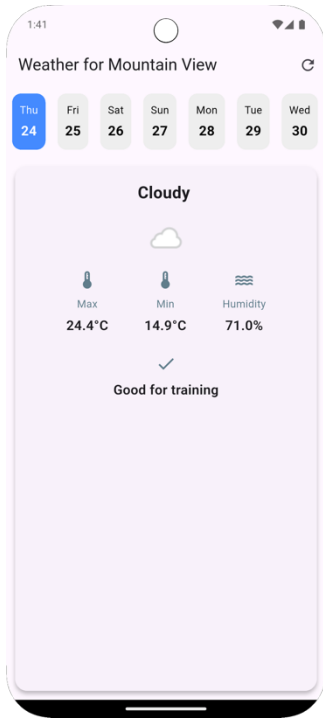 1:41
Weather for Mountain View
Thu Fri Sat Sun Mon Tue Wed
24 25 26 27 28 29 30
Cloudy
Max Min Humidity
24.4°C 14.9°C 71.0%
Good for training